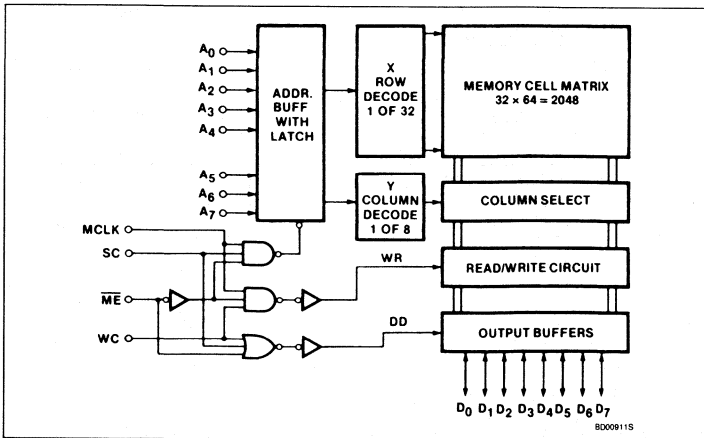 A0
A1
A2
A3
A4
A5
A6
A7
MCLK
SC
ME
WC
ADDR.
BUFF
WITH
LATCH
X
ROW
DECODE
1 OF 32
Y
COLUMN
DECODE
1 OF 8
MEMORY CELL MATRIX
32 × 64 = 2048
COLUMN SELECT
WR
READ/WRITE CIRCUIT
DD
OUTPUT BUFFERS
D0 D1 D2 D3 D4 D5 D6 D7
BD00911S